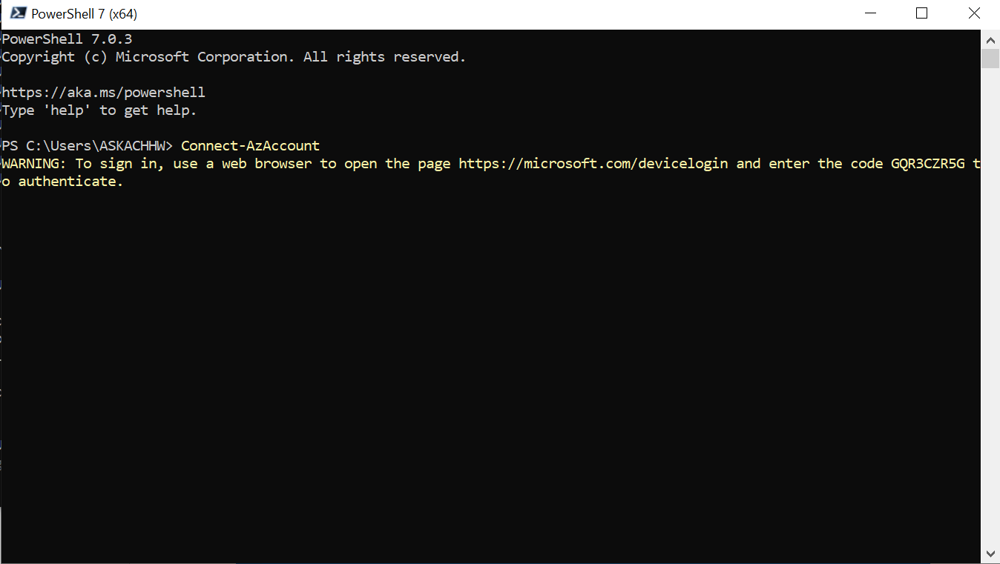 PowerShell 7 (x64)
PowerShell 7.0.3
Copyright (c) Microsoft Corporation. All rights reserved.
https://aka.ms/powershell
Type 'help' to get help.
PS C:\Users\ASKACHHW> Connect-AzAccount
WARNING: To sign in, use a web browser to open the page https://microsoft.com/devicelogin and enter the code GQR3CZR5G t
o authenticate.